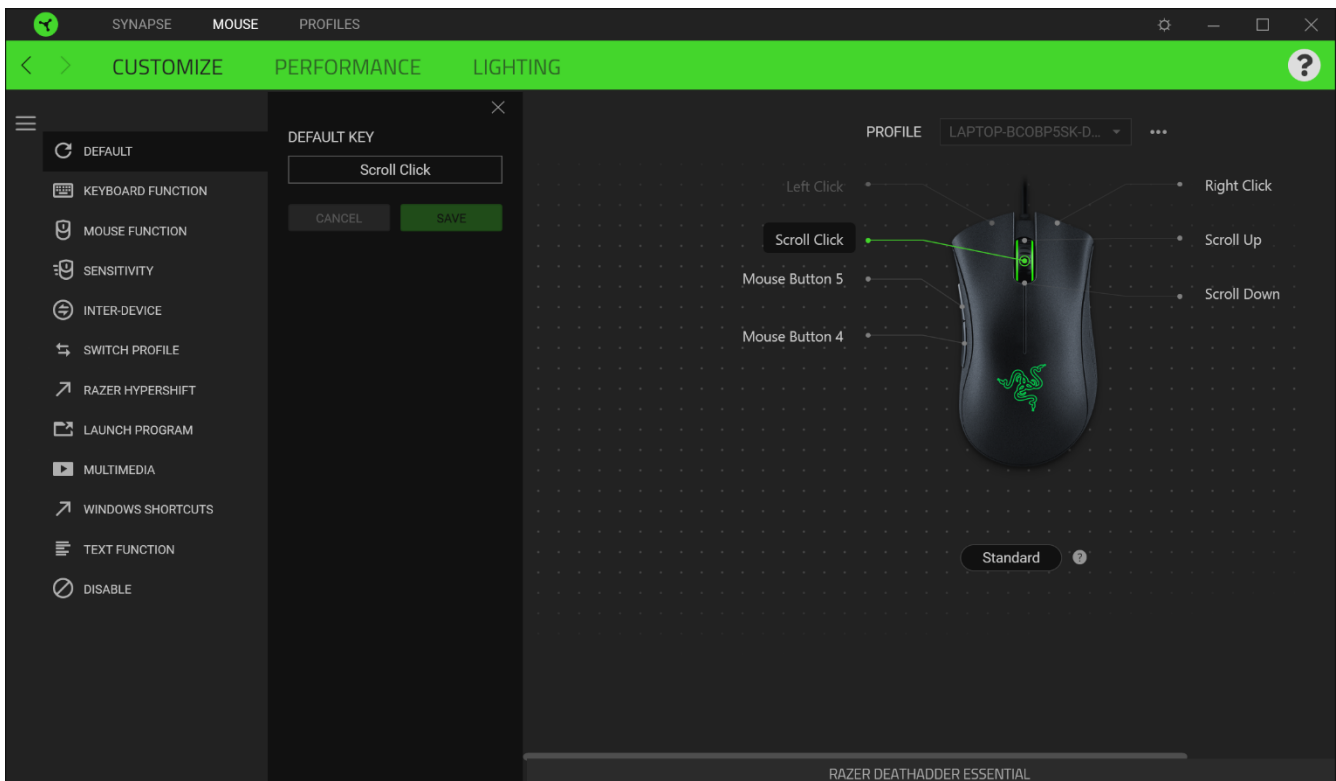 SYNAPSE MOUSE PROFILES
CUSTOMIZE PERFORMANCE LIGHTING ?
DEFAULT
KEYBOARD FUNCTION
MOUSE FUNCTION
SENSITIVITY
INTER-DEVICE
SWITCH PROFILE
RAZER HYPERSHIFT
LAUNCH PROGRAM
MULTIMEDIA
WINDOWS SHORTCUTS
TEXT FUNCTION
DISABLE
DEFAULT KEY
Scroll Click
CANCEL SAVE
PROFILE LAPTOP-BCOBP5SK-D...
Left Click
Scroll Click
Mouse Button 5
Mouse Button 4
Right Click
Scroll Up
Scroll Down
Standard ?
RAZER DEATHADDER ESSENTIAL